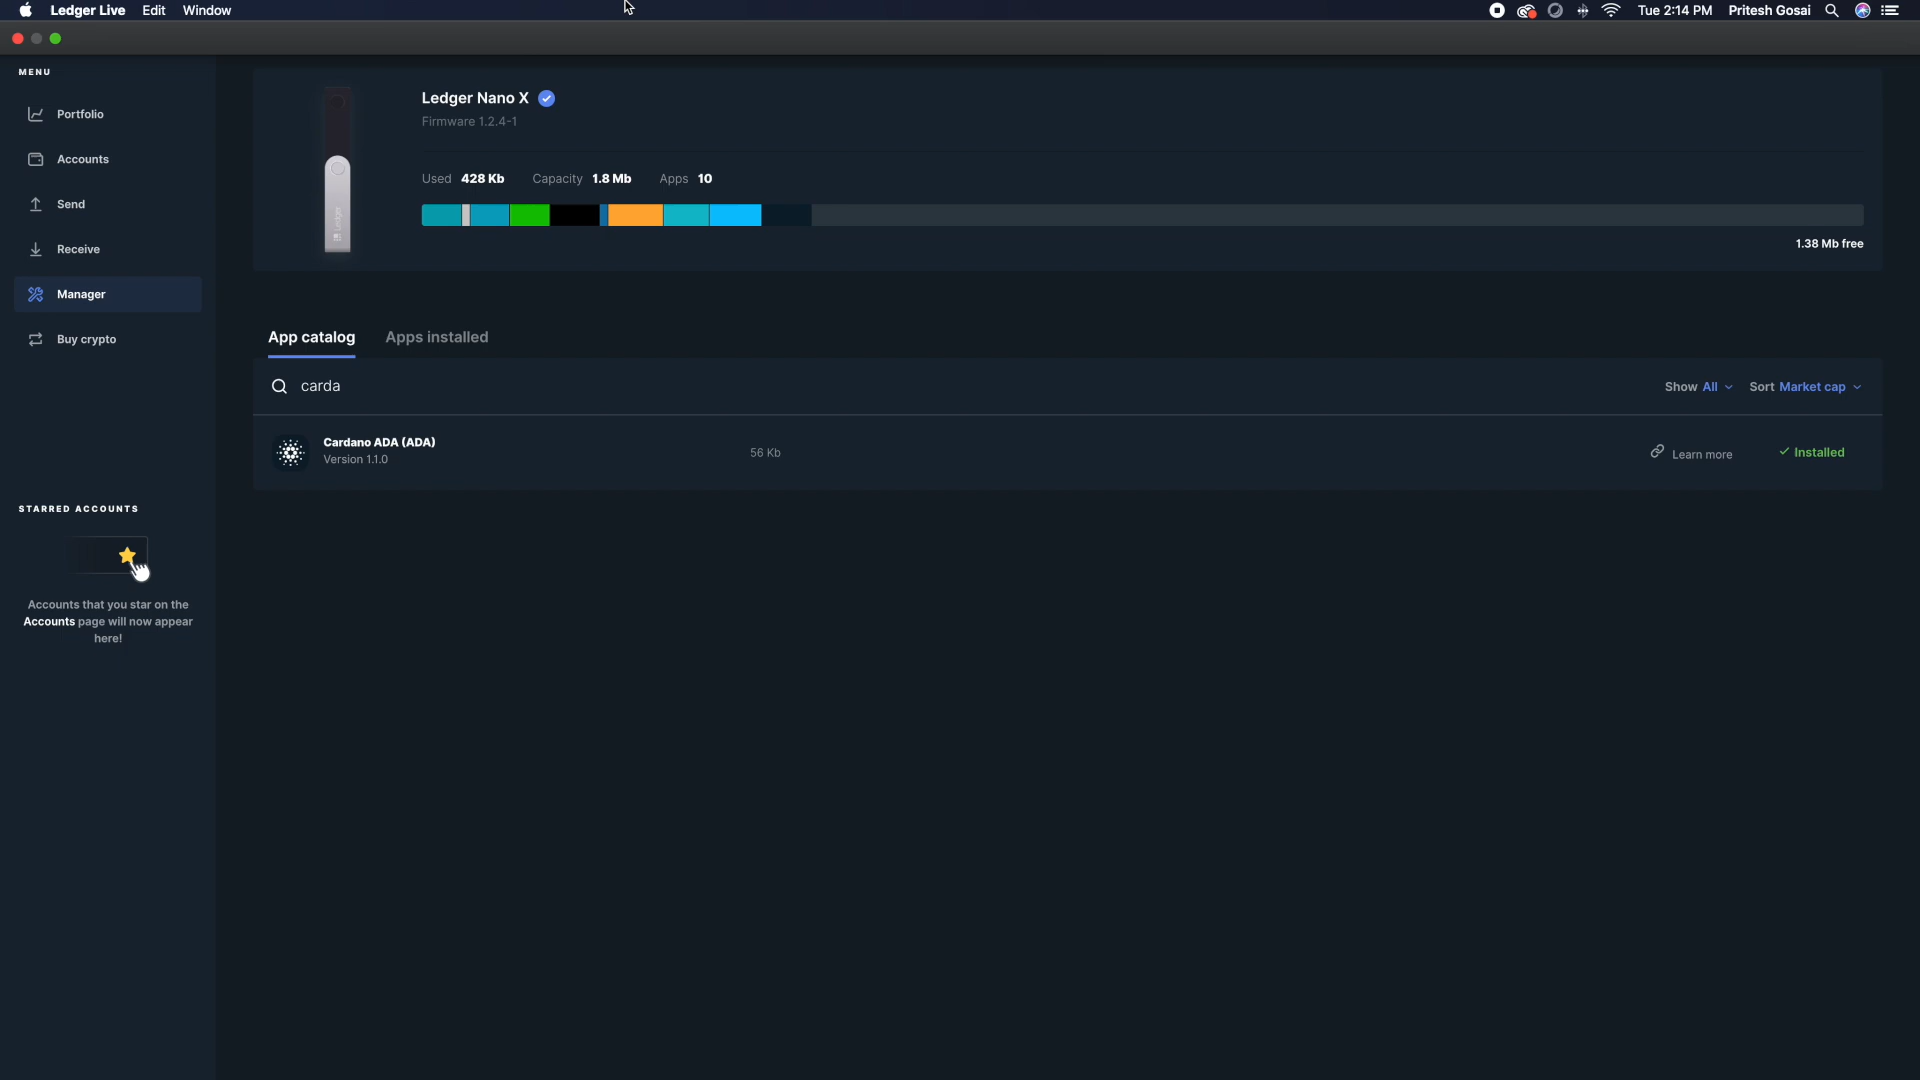 Ledger Live Edit Window
Tue 2:14 PM Pritesh Gosai
MENU
Portfolio
Accounts
Send
Receive
Manager
Buy crypto
STARRED ACCOUNTS
Accounts that you star on the
Accounts page will now appear
here!
Ledger Nano X
Firmware 1.2.4-1
Ledger
Used 428 Kb Capacity 1.8 Mb Apps 10
1.38 Mb free
App catalog Apps installed
carda
Show All Sort Market cap
Cardano ADA (ADA)
Version 1.1.0
56 Kb
Learn more
Installed